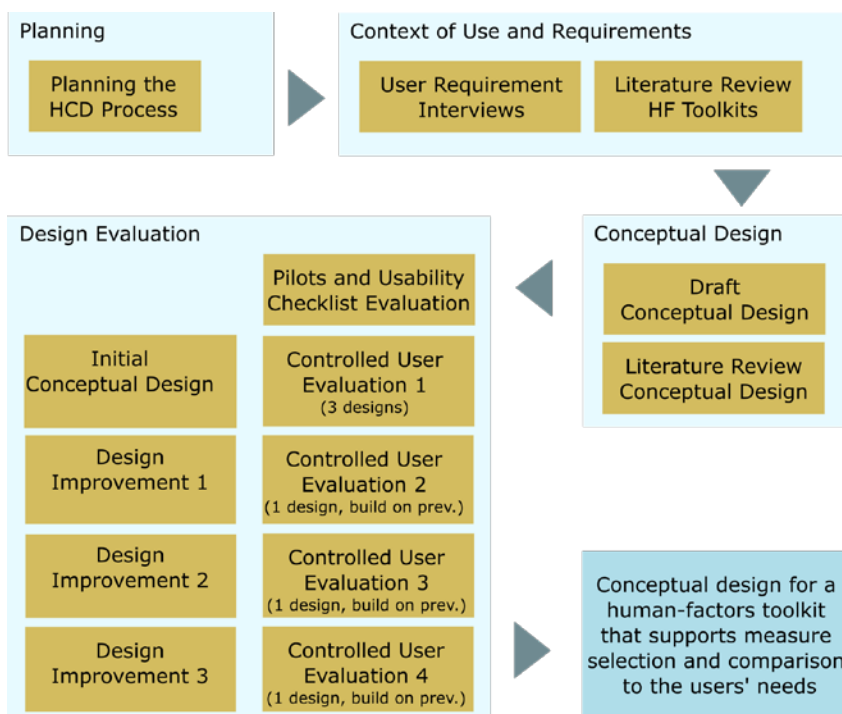 Planning
Planning the
HCD Process
Context of Use and Requirements
User Requirement
Interviews
Literature Review
HF Toolkits
Conceptual Design
Draft
Conceptual Design
Literature Review
Conceptual Design
Design Evaluation
Pilots and Usability
Checklist Evaluation
Initial
Conceptual Design
Controlled User
Evaluation 1
(3 designs)
Design
Improvement 1
Controlled User
Evaluation 2
(1 design, build on prev.)
Design
Improvement 2
Controlled User
Evaluation 3
(1 design, build on prev.)
Design
Improvement 3
Controlled User
Evaluation 4
(1 design, build on prev.)
Conceptual design for a
human-factors toolkit
that supports measure
selection and comparison
to the users' needs